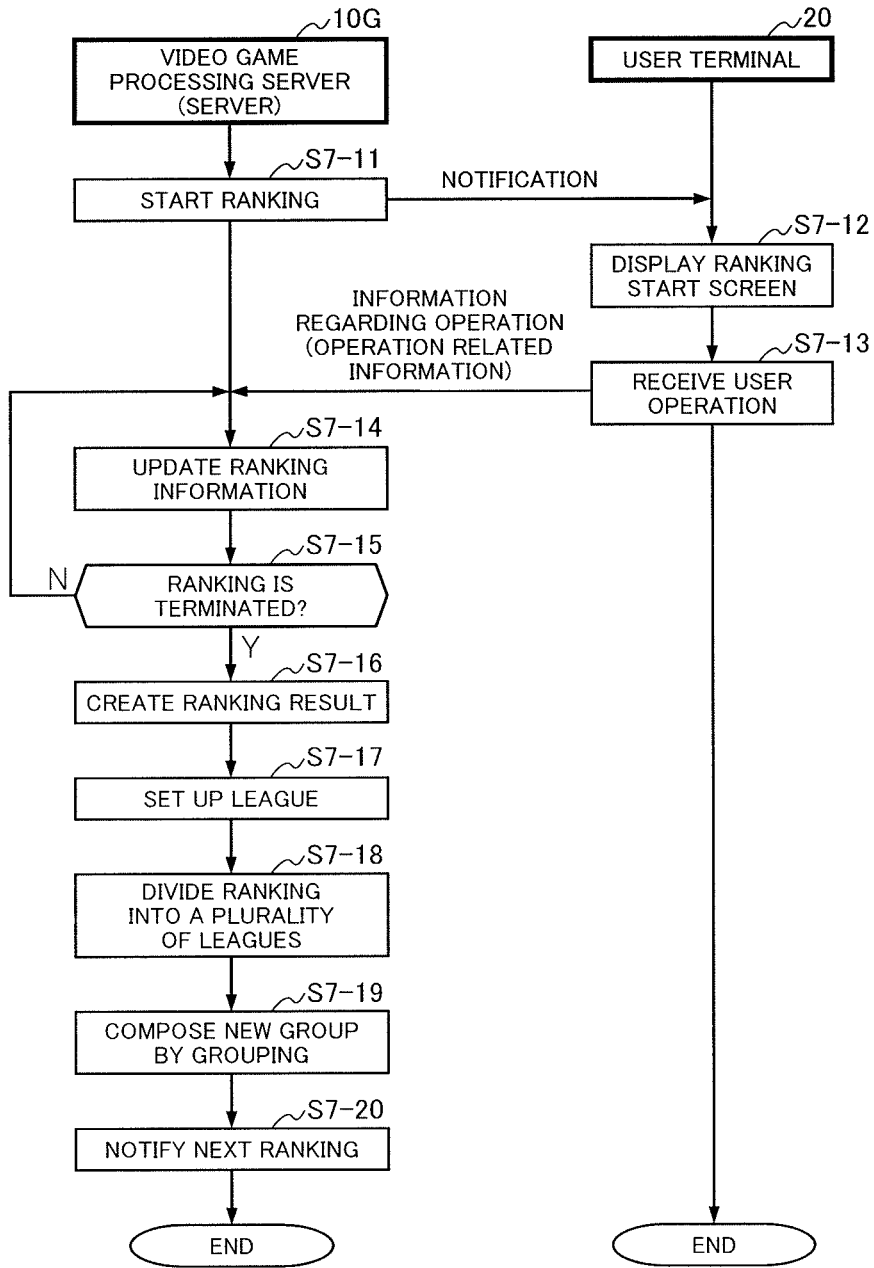 10G
VIDEO GAME
PROCESSING SERVER
(SERVER)
20
USER TERMINAL
S7-11
START RANKING
NOTIFICATION
S7-12
DISPLAY RANKING
START SCREEN
INFORMATION
REGARDING OPERATION
(OPERATION RELATED
INFORMATION)
S7-13
RECEIVE USER
OPERATION
S7-14
UPDATE RANKING
INFORMATION
S7-15
N
RANKING IS
TERMINATED?
Y
S7-16
CREATE RANKING RESULT
S7-17
SET UP LEAGUE
S7-18
DIVIDE RANKING
INTO A PLURALITY
OF LEAGUES
S7-19
COMPOSE NEW GROUP
BY GROUPING
S7-20
NOTIFY NEXT RANKING
END
END